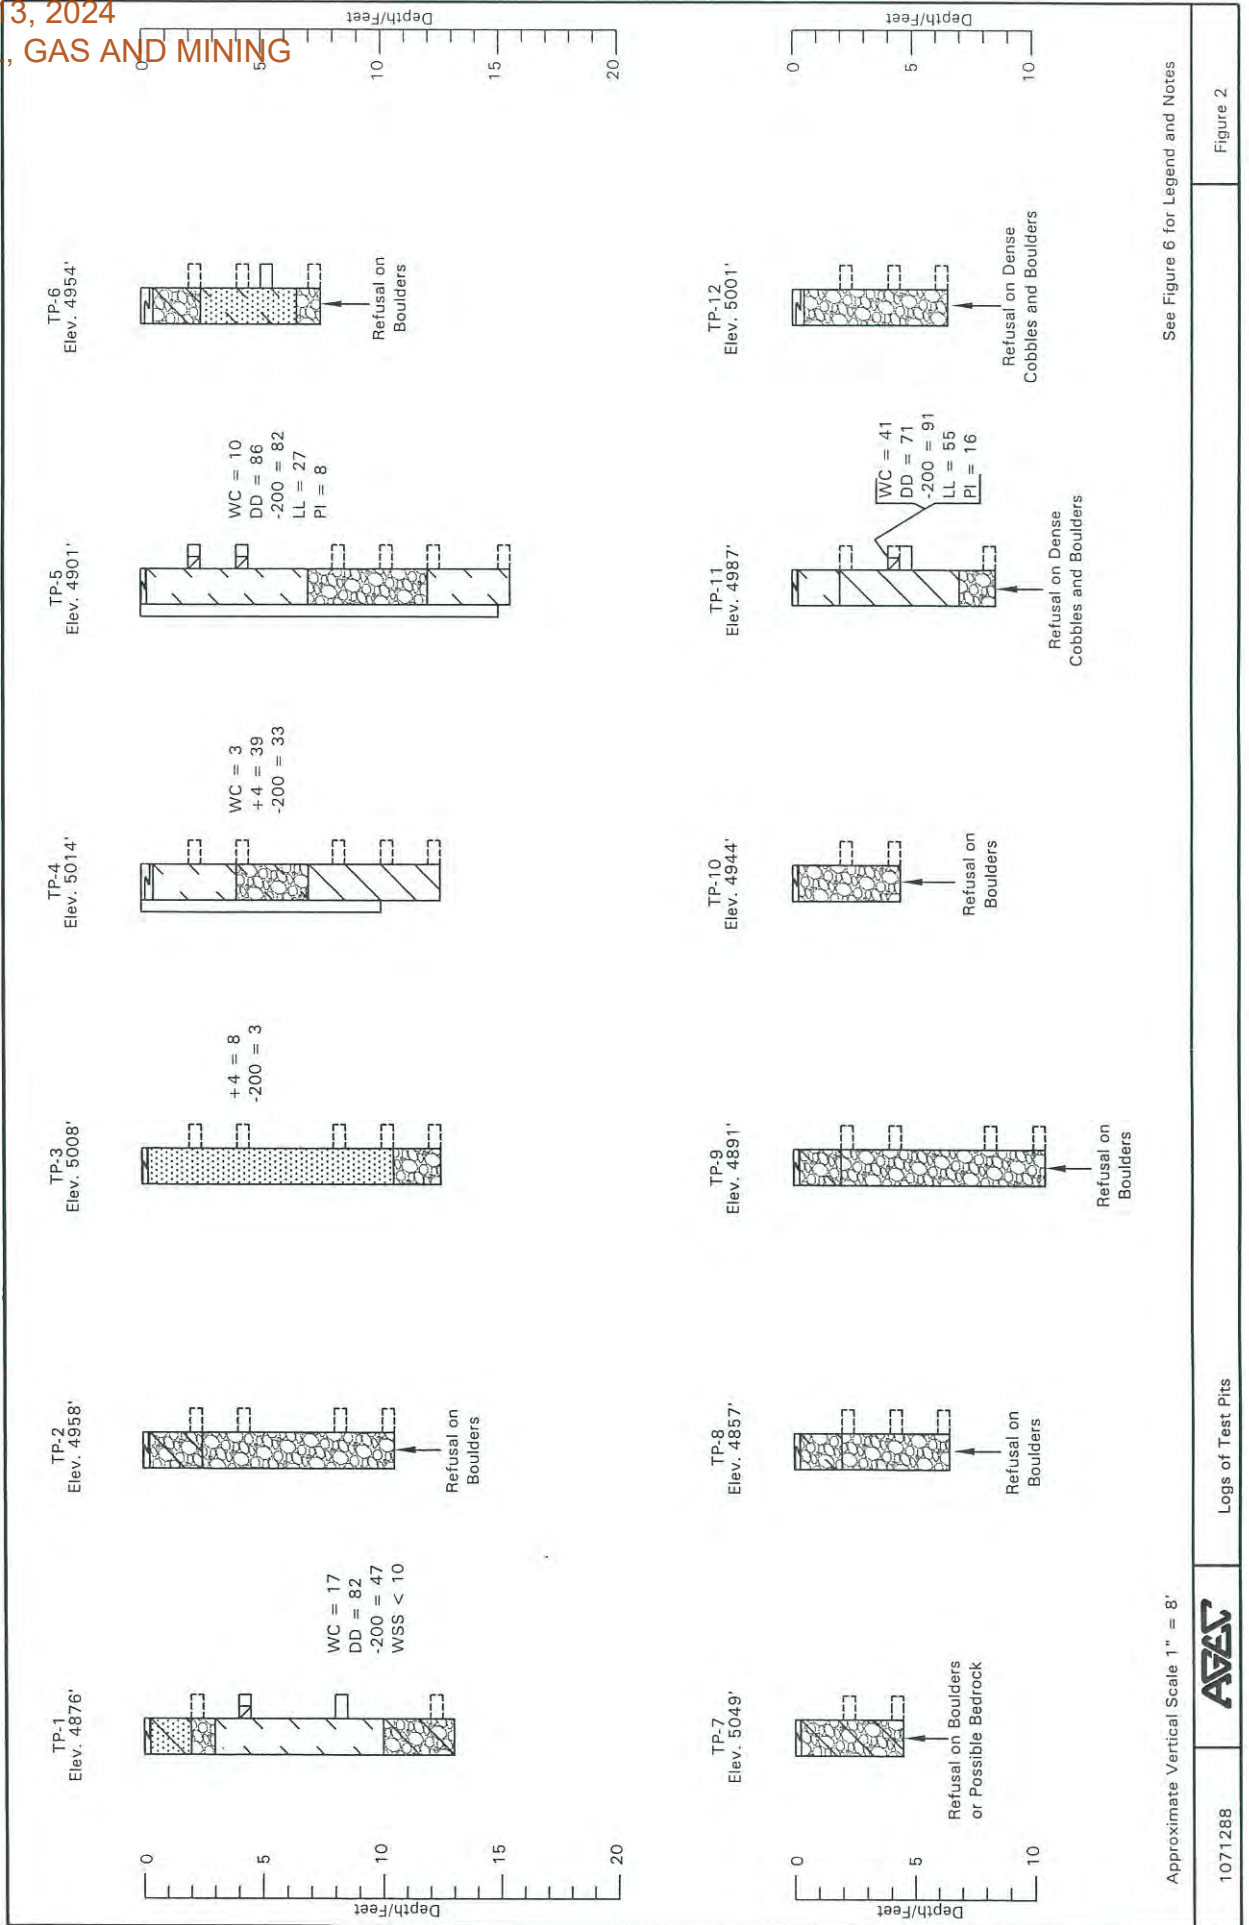 3, 2024
, GAS AND MINING
TP-1
Elev. 4876'
WC = 17
DD = 82
-200 = 47
WSS < 10
TP-2
Elev. 4958'
Refusal on
Boulders
TP-3
Elev. 5008'
+4 = 8
-200 = 3
TP-4
Elev. 5014'
WC = 3
+4 = 39
-200 = 33
TP-5
Elev. 4901'
WC = 10
DD = 86
-200 = 82
LL = 27
PI = 8
TP-6
Elev. 4954'
Refusal on
Boulders
Depth/Feet
0
5
10
15
20
Depth/Feet
0
5
10
15
20
TP-7
Elev. 5049'
Refusal on Boulders
or Possible Bedrock
TP-8
Elev. 4857'
Refusal on
Boulders
TP-9
Elev. 4891'
Refusal on
Boulders
TP-10
Elev. 4944'
Refusal on
Boulders
TP-11
Elev. 4987'
WC = 41
DD = 71
-200 = 91
LL = 55
PI = 16
Refusal on Dense
Cobbles and Boulders
TP-12
Elev. 5001'
Refusal on Dense
Cobbles and Boulders
Depth/Feet
0
5
10
Depth/Feet
0
5
10
Approximate Vertical Scale 1" = 8'
See Figure 6 for Legend and Notes
1071288
AGEC
Logs of Test Pits
Figure 2